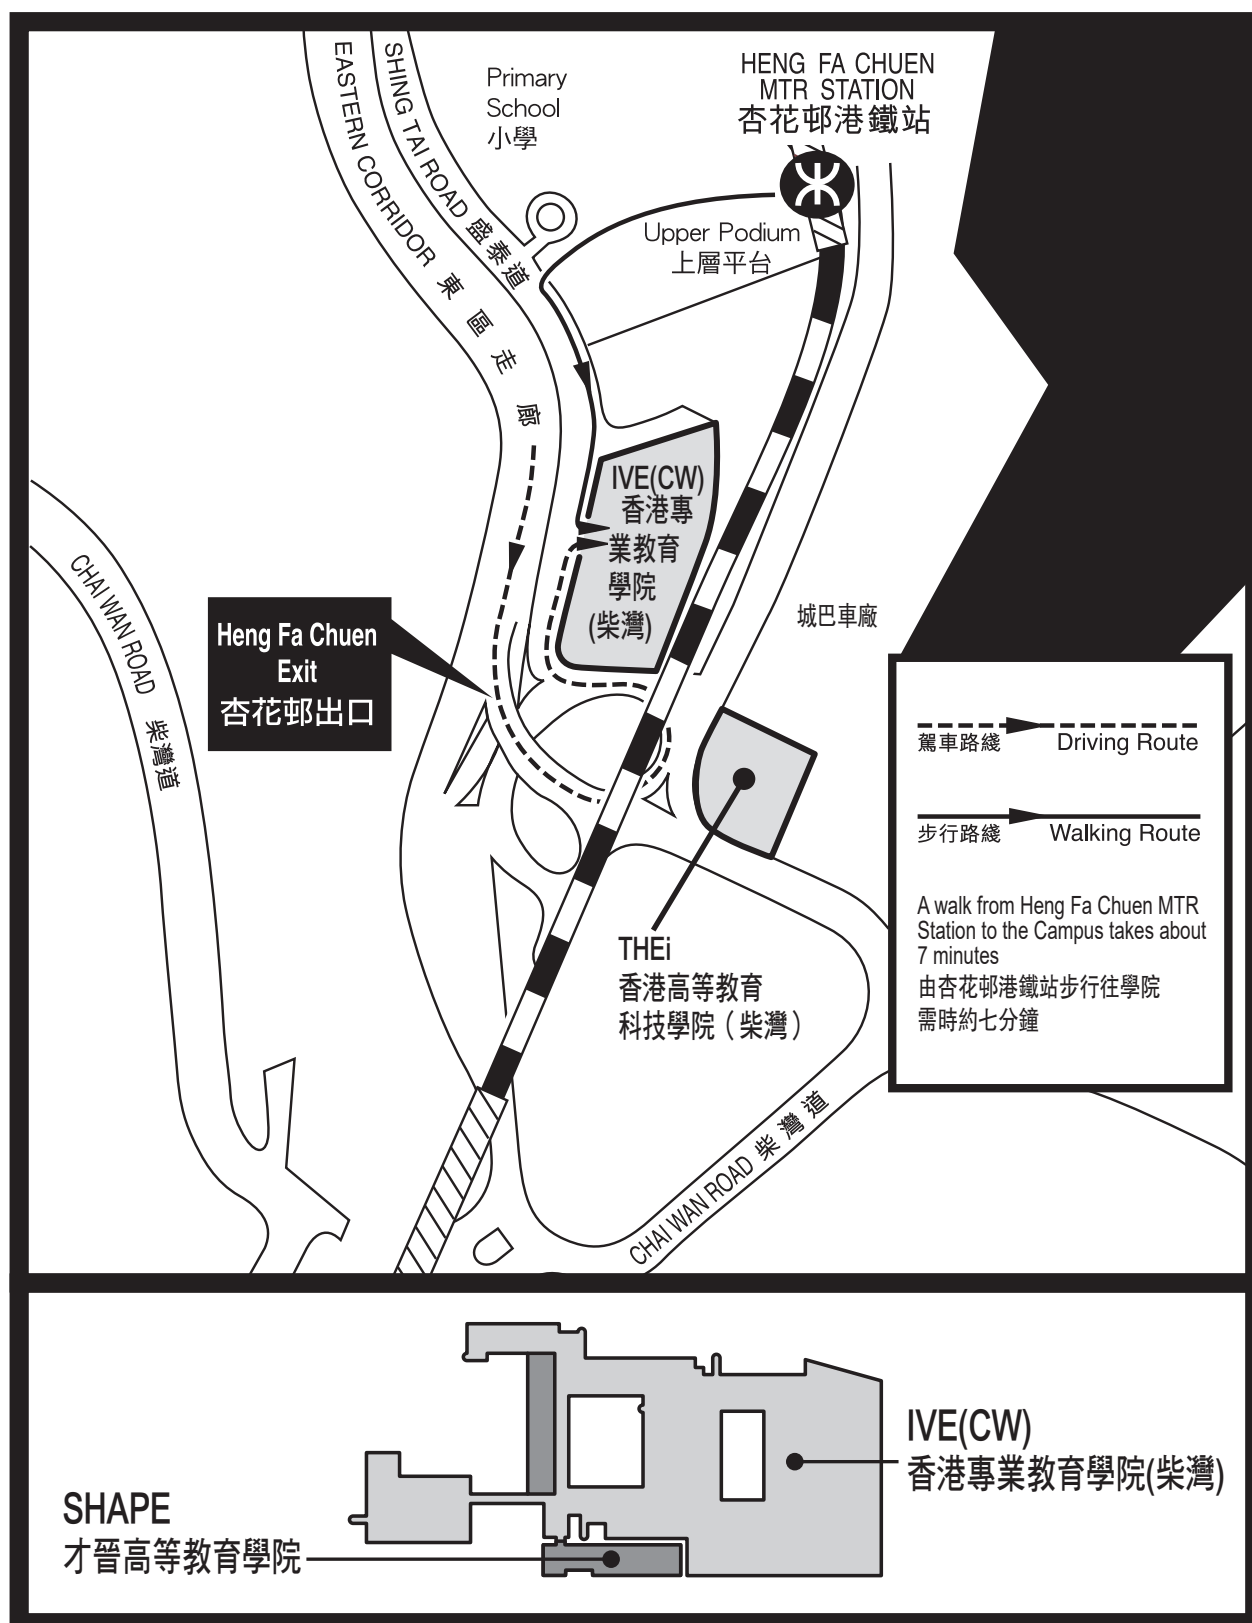 HENG FA CHUEN
MTR STATION
杏花邨港鐵站
Primary
School
小學
SHING TAI ROAD 盛泰道
EASTERN CORRIDOR 東區走廊
Upper Podium
上層平台
IVE(CW)
香港專
業教育
學院
(柴灣)
CHAI WAN ROAD 柴灣道
Heng Fa Chuen
Exit
杏花邨出口
城巴車廠
駕車路綫 Driving Route
步行路綫 Walking Route
A walk from Heng Fa Chuen MTR
Station to the Campus takes about
7 minutes
由杏花邨港鐵站步行往學院
需時約七分鐘
THEi
香港高等教育
科技學院（柴灣）
CHAI WAN ROAD 柴灣道
IVE(CW)
香港專業教育學院(柴灣)
SHAPE
才晉高等教育學院